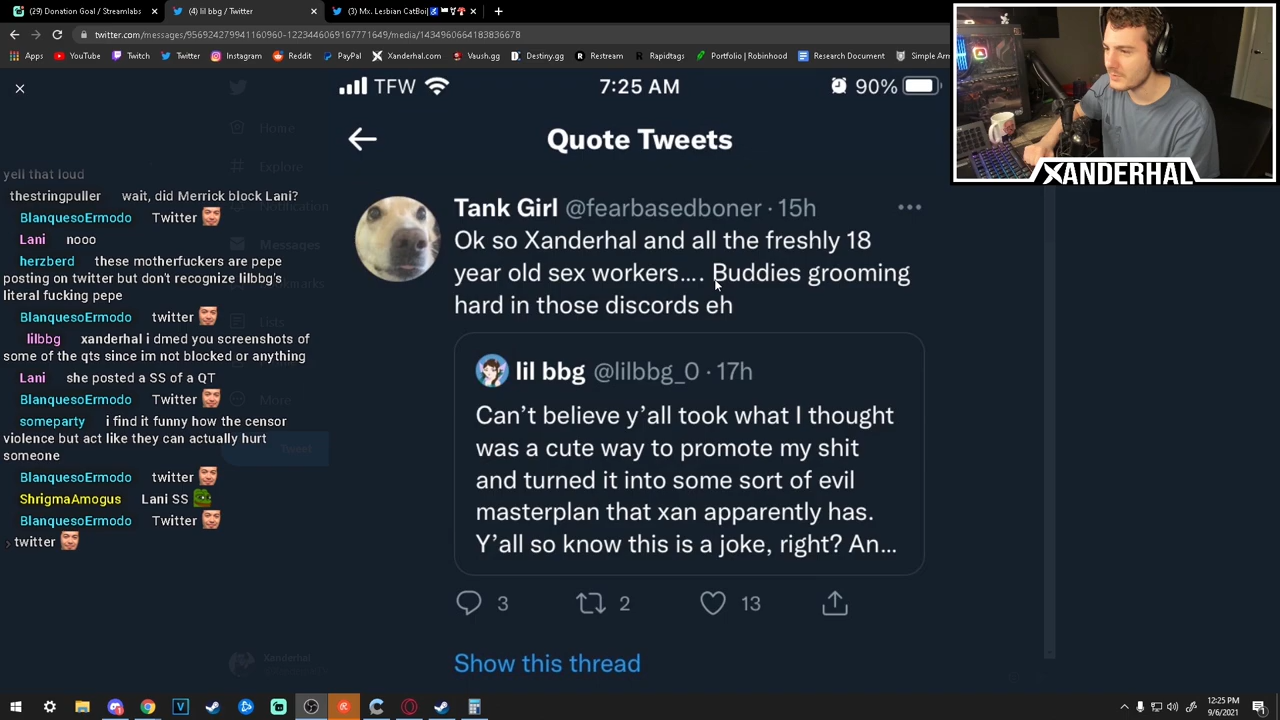 (29) Donation Goal / Streamlabs
(4) lil bbg / Twitter
(3) Mx. Lesbian CatBoi
twitter.com/messages/
Apps YouTube Twitch Twitter Instagram Reddit PayPal Xanderhal.com Vaush.gg Destiny.gg Restream Rapidtags Portfolio | Robinhood Research Document Simple
TFW 7:25 AM 90%
Quote Tweets
Home
Explore
Messages
Lists
More
Tweet
Xanderhal
yell that loud
thestringpuller wait, did Merrick block Lani?
BlanquesoErmodo Twitter
Lani nooo
herzberd these motherfuckers are pepe
posting on twitter but don't recognize lilbbg's
literal fucking pepe
BlanquesoErmodo twitter
lilbbg xanderhal i dmed you screenshots of
some of the qts since im not blocked or anything
Lani she posted a SS of a QT
BlanquesoErmodo Twitter
someparty i find it funny how the censor
violence but act like they can actually hurt
someone
BlanquesoErmodo twitter
ShrigmaAmogus Lani SS
BlanquesoErmodo Twitter
twitter
Tank Girl @fearbasedboner · 15h
Ok so Xanderhal and all the freshly 18
year old sex workers…. Buddies grooming
hard in those discords eh
lil bbg @lilbbg_0 · 17h
Can't believe y'all took what I thought
was a cute way to promote my shit
and turned it into some sort of evil
masterplan that xan apparently has.
Y'all so know this is a joke, right? An...
3 2 13
Show this thread
XANDERHAL
12:25 PM
9/6/2021